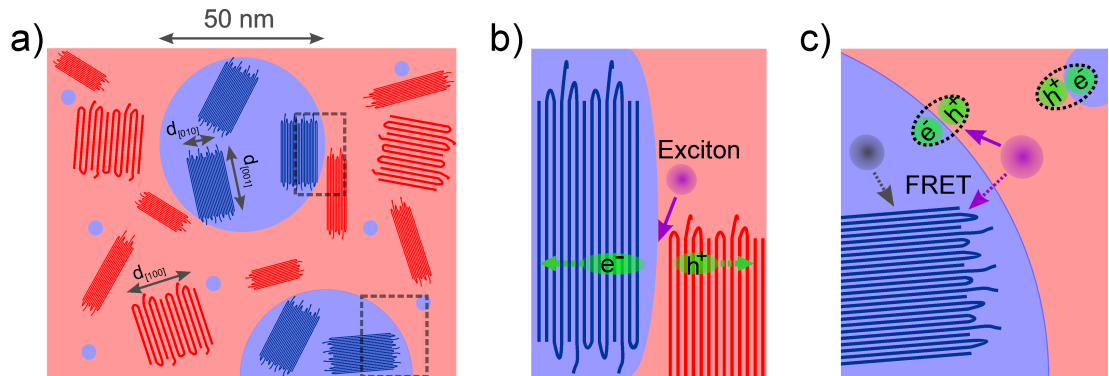 a)
50 nm
d[010]
d[001]
d[100]
b)
Exciton
e⁻
h⁺
c)
h⁺ e⁻
e⁻ h⁺
FRET